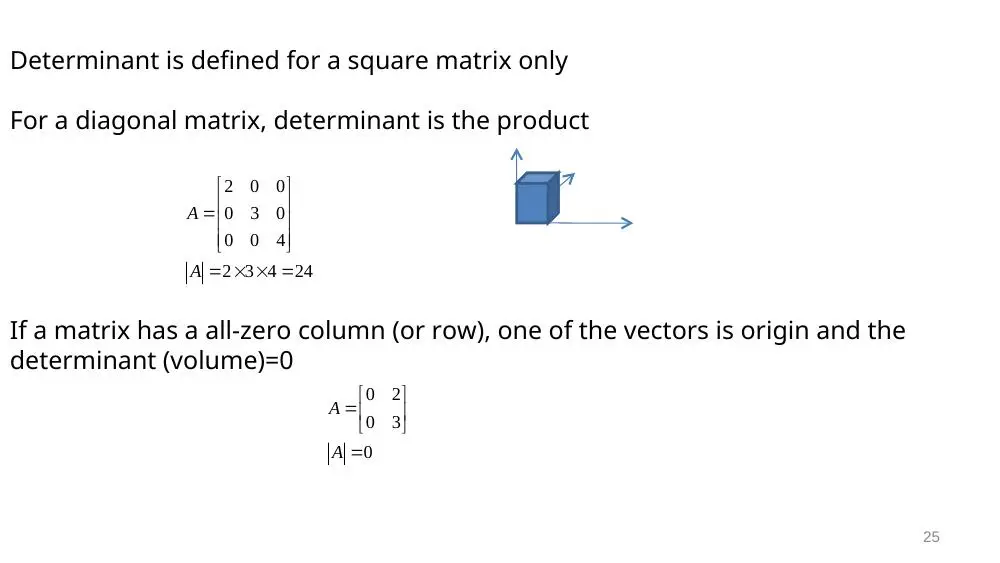 Determinant is defined for a square matrix only
For a diagonal matrix, determinant is the product
2 0 0
A = 0 3 0
0 0 4
|A| =2×3×4 =24
If a matrix has a all-zero column (or row), one of the vectors is origin and the
determinant (volume)=0
0 2
A =
0 3
|A| =0
25